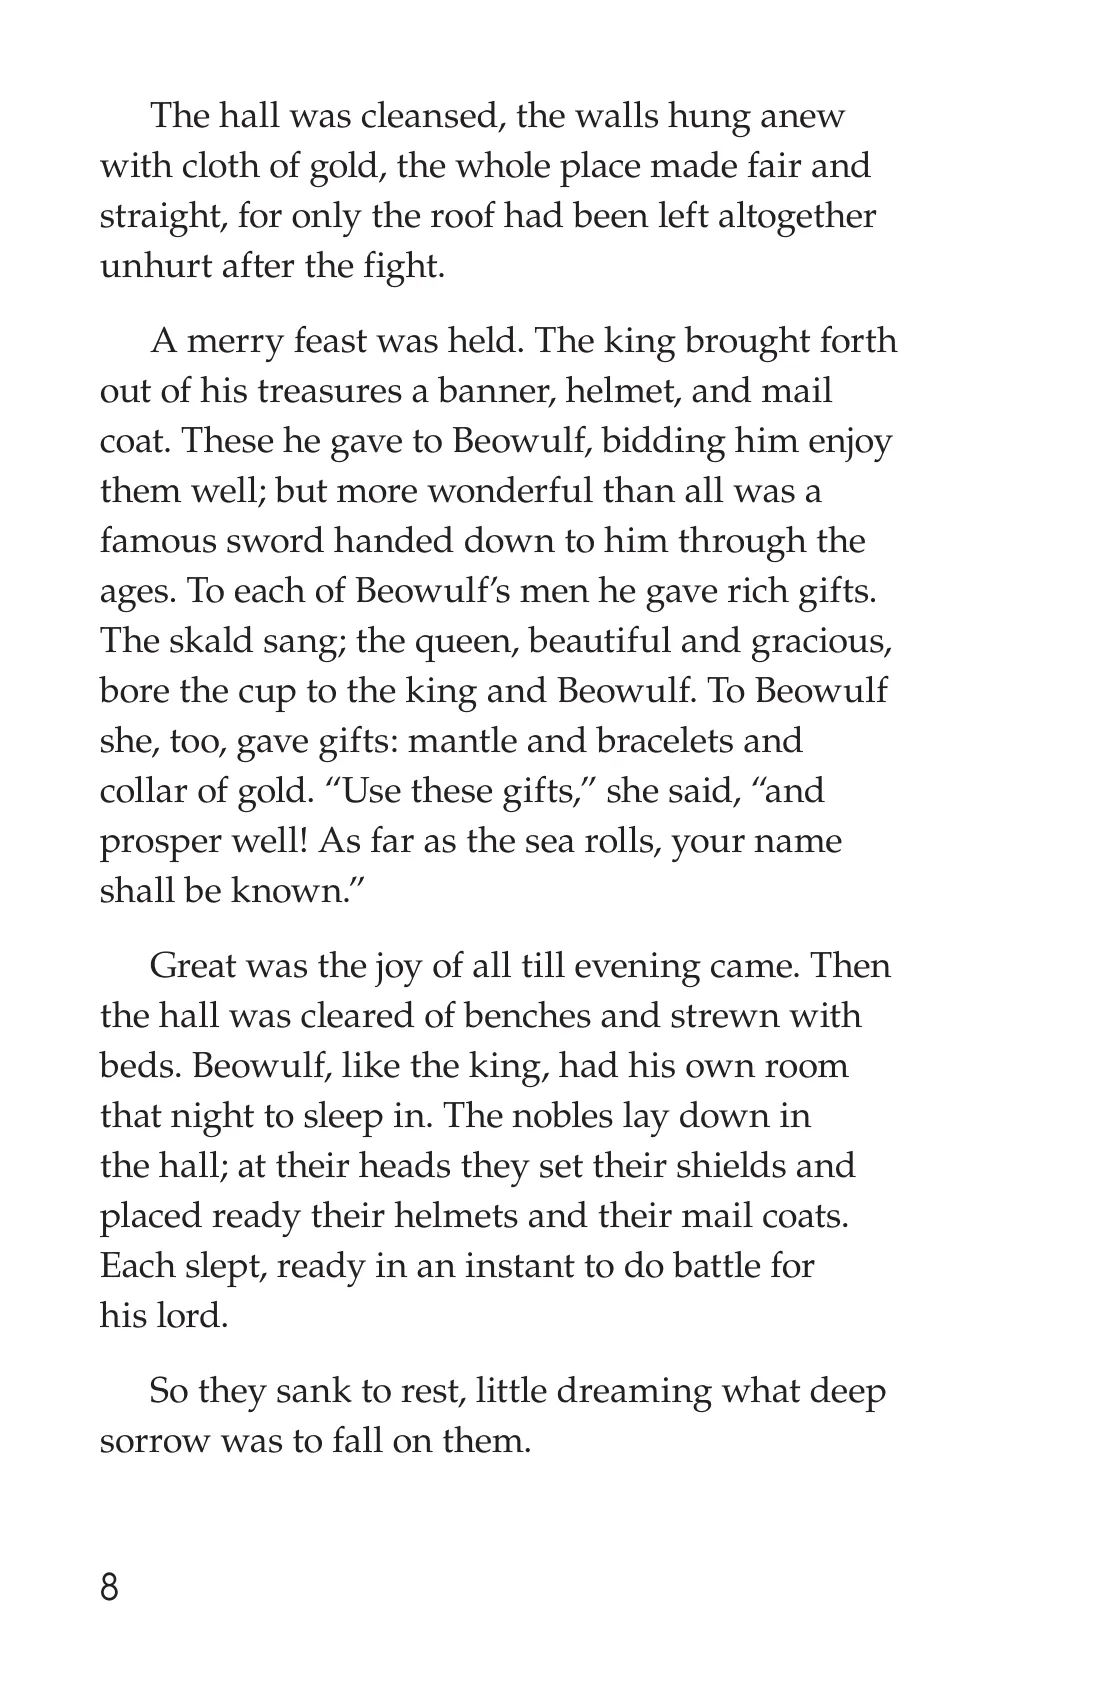 The hall was cleansed, the walls hung anew
with cloth of gold, the whole place made fair and
straight, for only the roof had been left altogether
unhurt after the fight.
A merry feast was held. The king brought forth
out of his treasures a banner, helmet, and mail
coat. These he gave to Beowulf, bidding him enjoy
them well; but more wonderful than all was a
famous sword handed down to him through the
ages. To each of Beowulf’s men he gave rich gifts.
The skald sang; the queen, beautiful and gracious,
bore the cup to the king and Beowulf. To Beowulf
she, too, gave gifts: mantle and bracelets and
collar of gold. “Use these gifts,” she said, “and
prosper well! As far as the sea rolls, your name
shall be known.”
Great was the joy of all till evening came. Then
the hall was cleared of benches and strewn with
beds. Beowulf, like the king, had his own room
that night to sleep in. The nobles lay down in
the hall; at their heads they set their shields and
placed ready their helmets and their mail coats.
Each slept, ready in an instant to do battle for
his lord.
So they sank to rest, little dreaming what deep
sorrow was to fall on them.
8